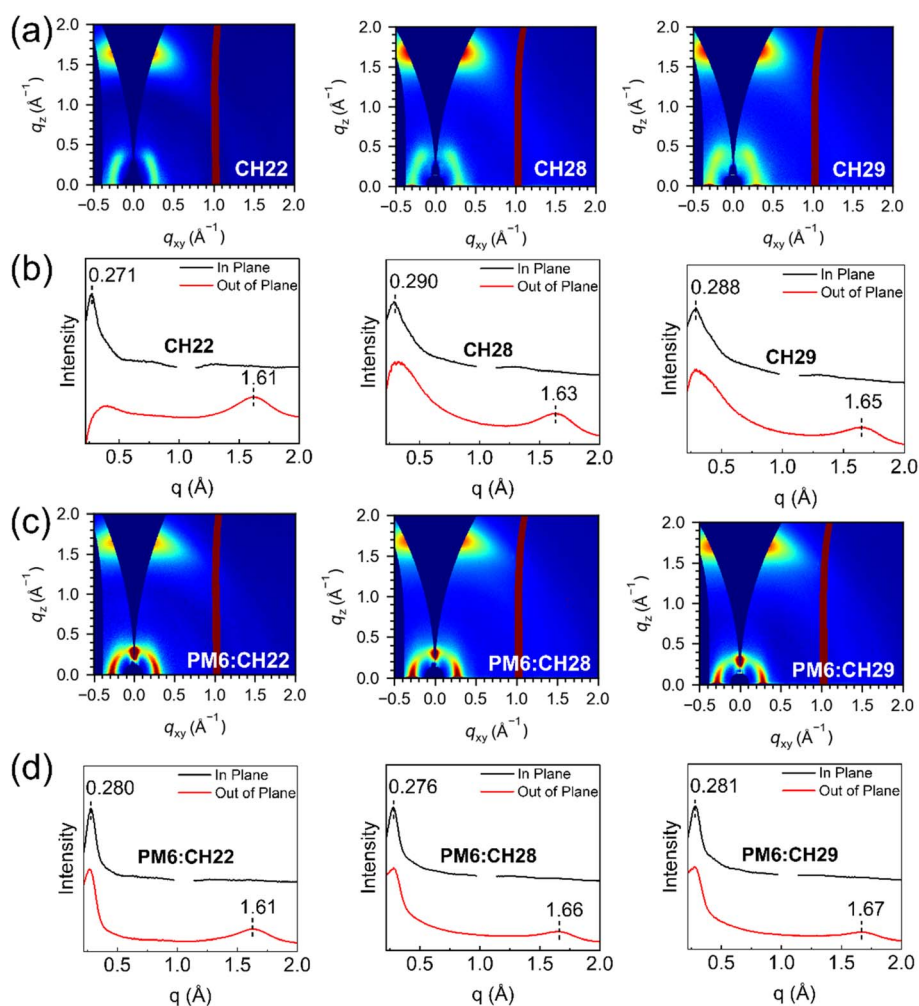 (a)
2.0
1.5
1.0
0.5
0.0
qz (Å−1)
CH22
−0.5 0.0 0.5 1.0 1.5 2.0
qxy (Å−1)
2.0
1.5
1.0
0.5
0.0
qz (Å−1)
CH28
−0.5 0.0 0.5 1.0 1.5 2.0
qxy (Å−1)
2.0
1.5
1.0
0.5
0.0
qz (Å−1)
CH29
−0.5 0.0 0.5 1.0 1.5 2.0
qxy (Å−1)
(b)
0.271
In Plane
Out of Plane
CH22
1.61
Intensity
0.5 1.0 1.5 2.0
q (Å)
0.290
In Plane
Out of Plane
CH28
1.63
Intensity
0.5 1.0 1.5 2.0
q (Å)
0.288
In Plane
Out of Plane
CH29
1.65
Intensity
0.5 1.0 1.5 2.0
q (Å)
(c)
2.0
1.5
1.0
0.5
0.0
qz (Å−1)
PM6:CH22
−0.5 0.0 0.5 1.0 1.5 2.0
qxy (Å−1)
2.0
1.5
1.0
0.5
0.0
qz (Å−1)
PM6:CH28
−0.5 0.0 0.5 1.0 1.5 2.0
qxy (Å−1)
2.0
1.5
1.0
0.5
0.0
qz (Å−1)
PM6:CH29
−0.5 0.0 0.5 1.0 1.5 2.0
qxy (Å−1)
(d)
0.280
In Plane
Out of Plane
PM6:CH22
1.61
Intensity
0.5 1.0 1.5 2.0
q (Å)
0.276
In Plane
Out of Plane
PM6:CH28
1.66
Intensity
0.5 1.0 1.5 2.0
q (Å)
0.281
In Plane
Out of Plane
PM6:CH29
1.67
Intensity
0.5 1.0 1.5 2.0
q (Å)